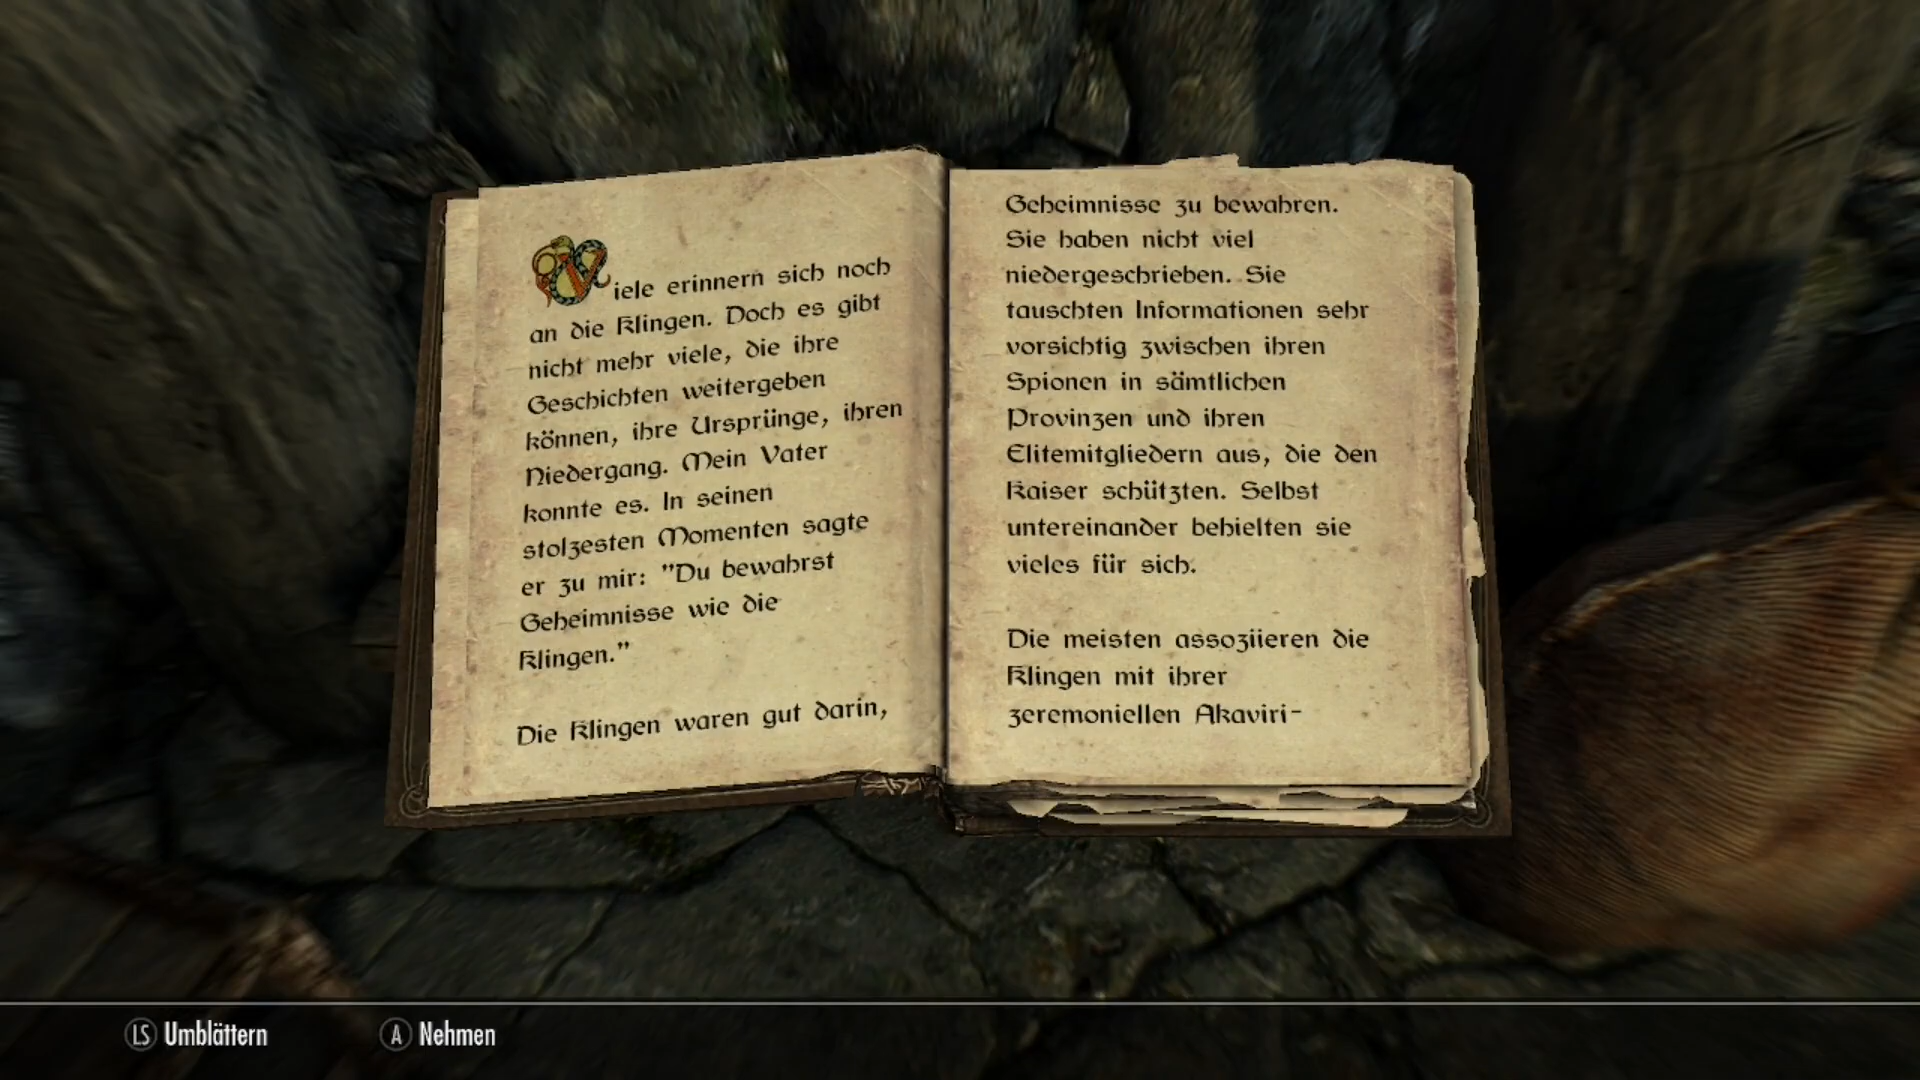 Viele erinnern sich noch
an die Klingen. Doch es gibt
nicht mehr viele, die ihre
Geschichten weitergeben
können, ihre Ursprünge, ihren
Niedergang. Mein Vater
konnte es. In seinen
stolzesten Momenten sagte
er zu mir: "Du bewahrst
Geheimnisse wie die
Klingen."
Die Klingen waren gut darin,
Geheimnisse zu bewahren.
Sie haben nicht viel
niedergeschrieben. Sie
tauschten Informationen sehr
vorsichtig zwischen ihren
Spionen in sämtlichen
Provinzen und ihren
Elitemitgliedern aus, die den
Kaiser schützten. Selbst
untereinander behielten sie
vieles für sich.
Die meisten assoziieren die
Klingen mit ihrer
zeremoniellen Akaviri-
LS Umblättern
A Nehmen